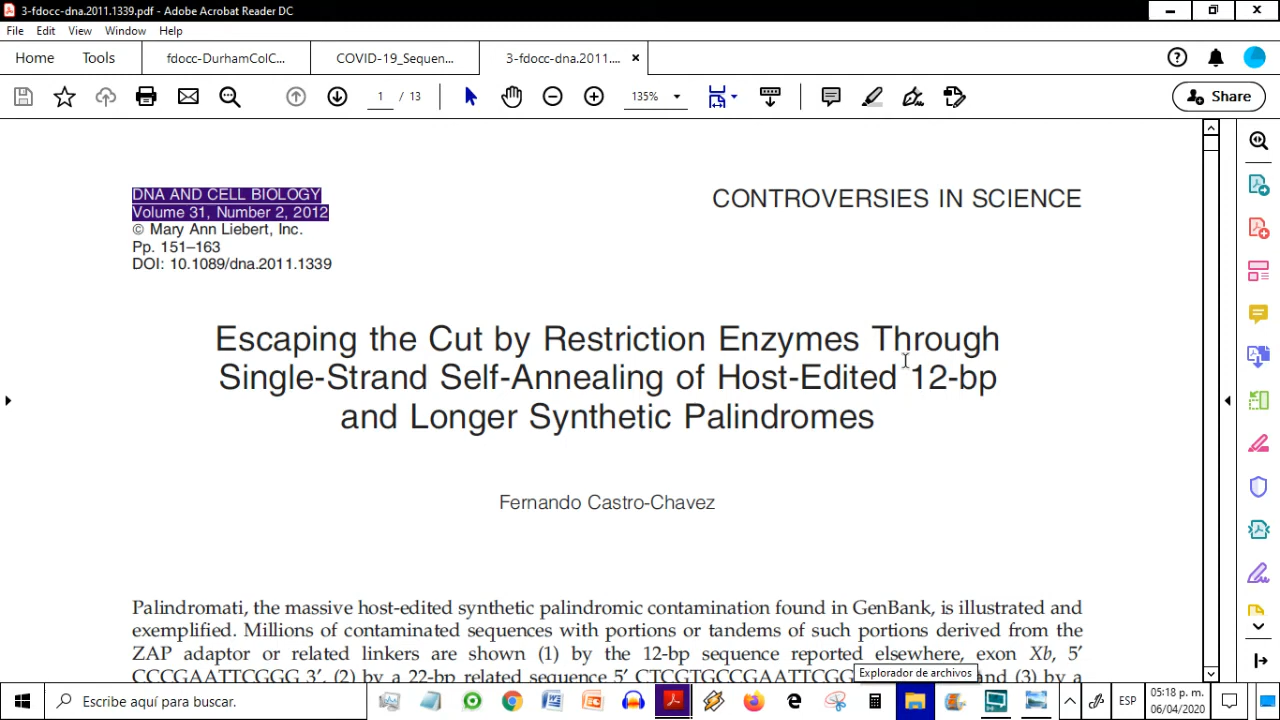 3-fdocc-dna.2011.1339.pdf - Adobe Acrobat Reader DC
File Edit View Window Help
Home Tools fdocc-DurhamColC... COVID-19_Sequen... 3-fdocc-dna.2011....
1 / 13 135% Share
DNA AND CELL BIOLOGY
Volume 31, Number 2, 2012
© Mary Ann Liebert, Inc.
Pp. 151–163
DOI: 10.1089/dna.2011.1339
CONTROVERSIES IN SCIENCE
Escaping the Cut by Restriction Enzymes Through
Single-Strand Self-Annealing of Host-Edited 12-bp
and Longer Synthetic Palindromes
Fernando Castro-Chavez
Palindromati, the massive host-edited synthetic palindromic contamination found in GenBank, is illustrated and
exemplified. Millions of contaminated sequences with portions or tandems of such portions derived from the
ZAP adaptor or related linkers are shown (1) by the 12-bp sequence reported elsewhere, exon Xb, 5′
CCCGAATTCGGG 3′, (2) by a 22-bp related sequence 5′ CTCGTGCCGAATTCGG and (3) by a
Explorador de archivos
Escribe aquí para buscar.
ESP
05:18 p. m.
06/04/2020